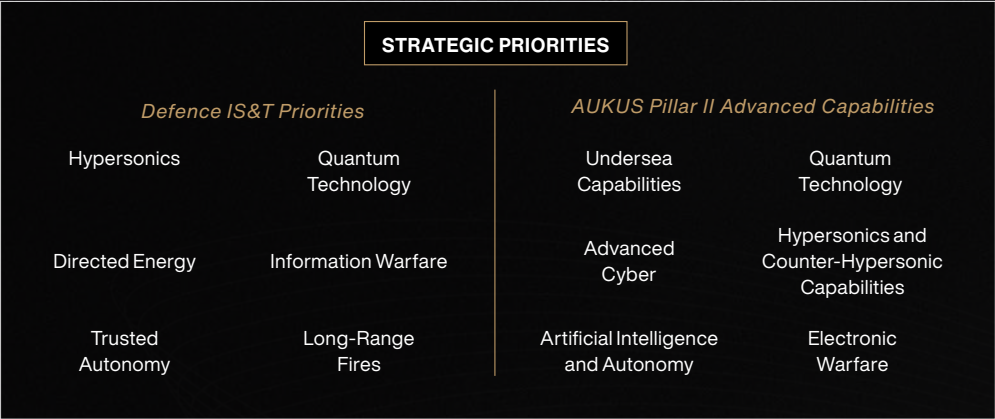 STRATEGIC PRIORITIES
Defence IS&T Priorities
Hypersonics
Quantum
Technology
Directed Energy
Information Warfare
Trusted
Autonomy
Long-Range
Fires
AUKUS Pillar II Advanced Capabilities
Undersea
Capabilities
Quantum
Technology
Advanced
Cyber
Hypersonics and
Counter-Hypersonic
Capabilities
Artificial Intelligence
and Autonomy
Electronic
Warfare